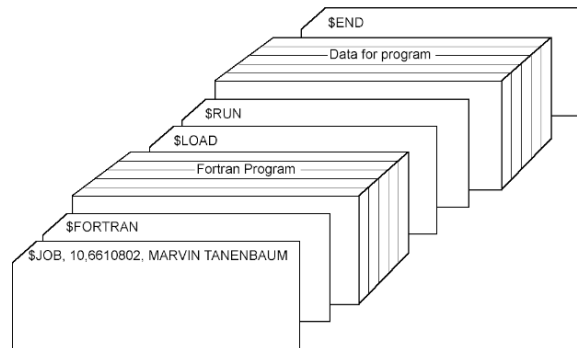 $END
Data for program
$RUN
$LOAD
Fortran Program
$FORTRAN
$JOB, 10,6610802, MARVIN TANENBAUM